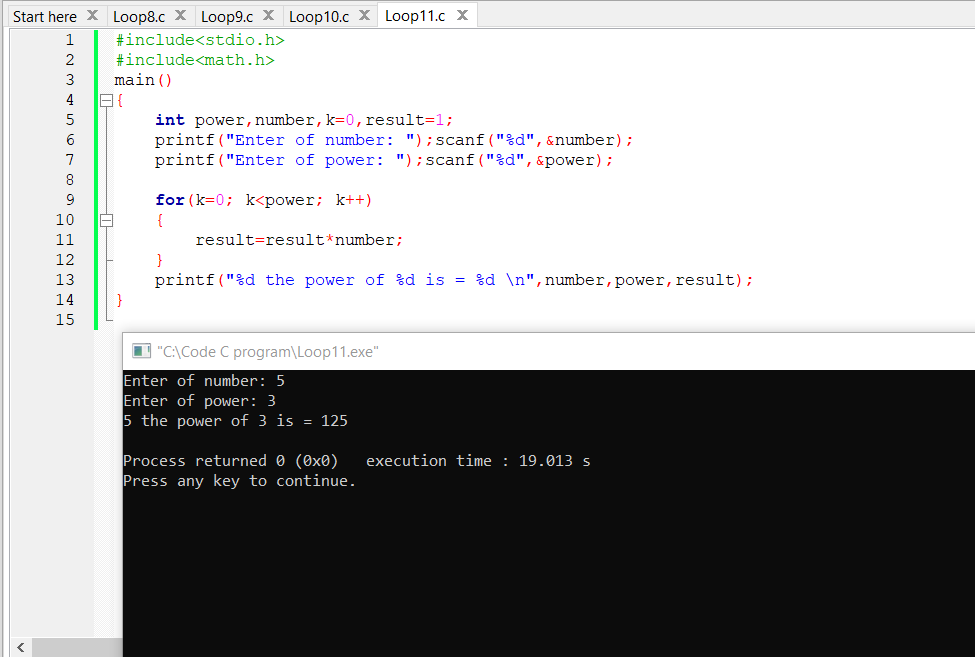 Start here X Loop8.c X Loop9.c X Loop10.c X Loop11.c X
1 #include<stdio.h>
2 #include<math.h>
3 main()
4 {
5 int power,number,k=0,result=1;
6 printf("Enter of number: ");scanf("%d",&number);
7 printf("Enter of power: ");scanf("%d",&power);
8
9 for(k=0; k<power; k++)
10 {
11 result=result*number;
12 }
13 printf("%d the power of %d is = %d \n",number,power,result);
14 }
15
"C:\Code C program\Loop11.exe"
Enter of number: 5
Enter of power: 3
5 the power of 3 is = 125
Process returned 0 (0x0) execution time : 19.013 s
Press any key to continue.